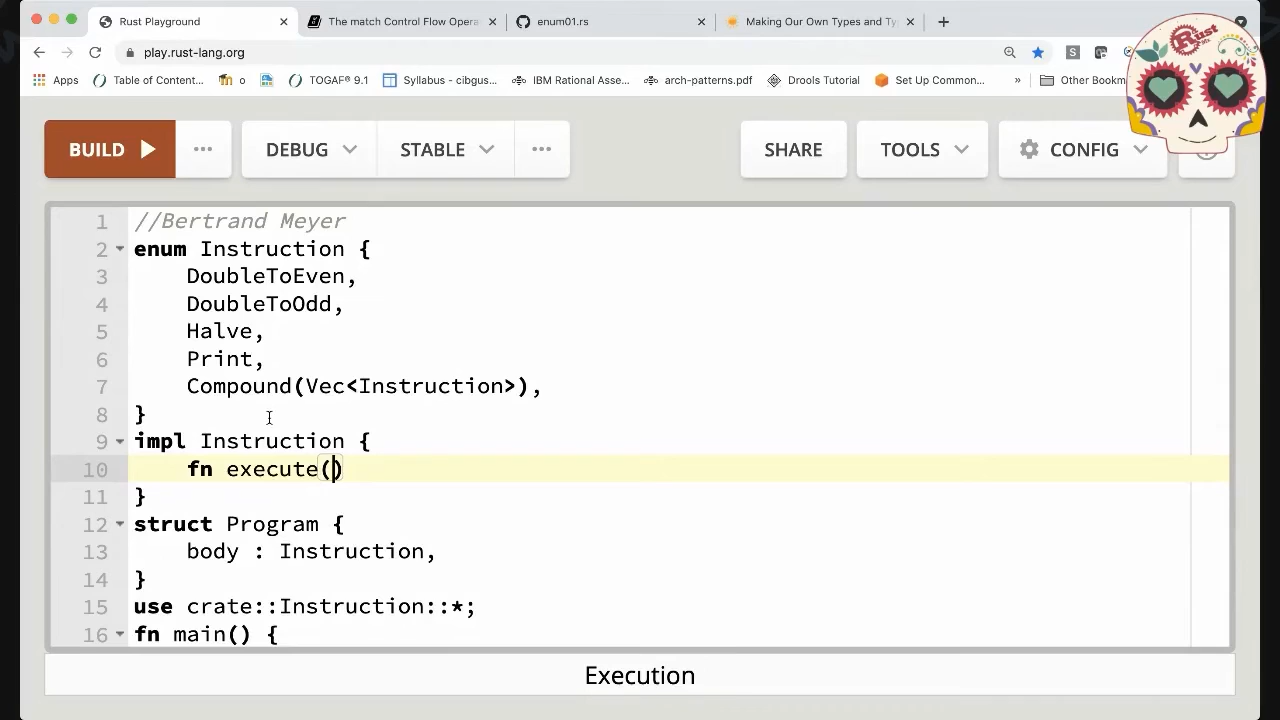 Rust Playground
The match Control Flow Opera
enum01.rs
Making Our Own Types and Ty
play.rust-lang.org
Apps
Table of Content...
o
TOGAF® 9.1
Syllabus - cibgus...
IBM Rational Asse...
arch-patterns.pdf
Drools Tutorial
Set Up Common...
»
Other Bookm
Rust
BUILD
DEBUG
STABLE
SHARE
TOOLS
CONFIG
1 //Bertrand Meyer
2 enum Instruction {
3 DoubleToEven,
4 DoubleToOdd,
5 Halve,
6 Print,
7 Compound(Vec<Instruction>),
8 }
9 impl Instruction {
10 fn execute()
11 }
12 struct Program {
13 body : Instruction,
14 }
15 use crate::Instruction::*;
16 fn main() {
Execution